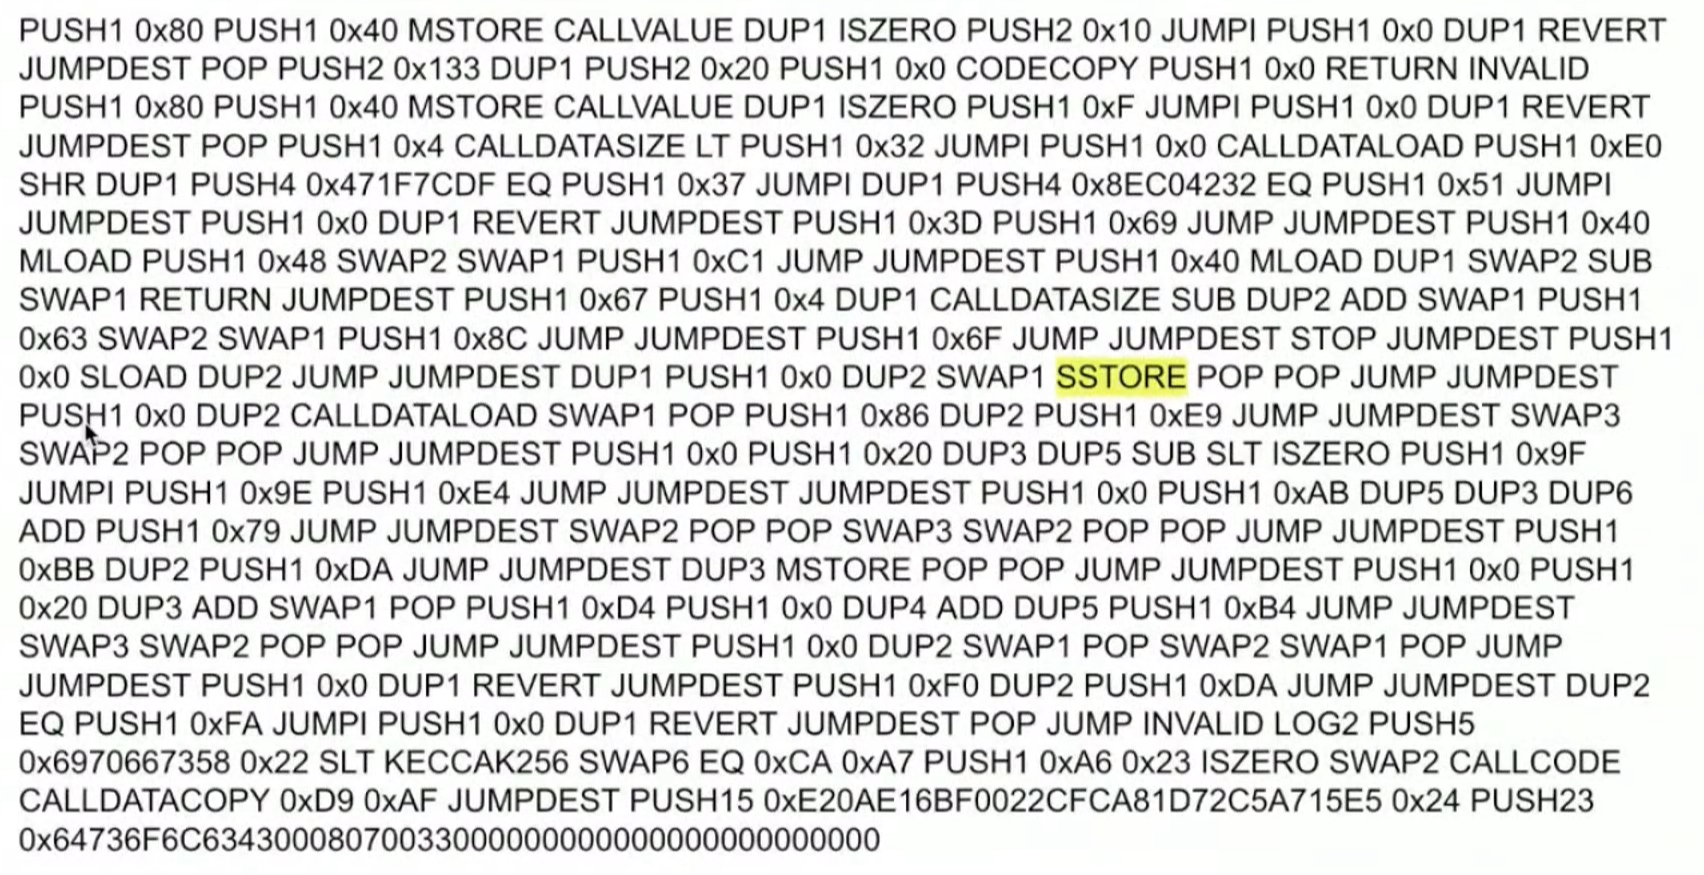 PUSH1 0x80 PUSH1 0x40 MSTORE CALLVALUE DUP1 ISZERO PUSH2 0x10 JUMPI PUSH1 0x0 DUP1 REVERT
JUMPDEST POP PUSH2 0x133 DUP1 PUSH2 0x20 PUSH1 0x0 CODECOPY PUSH1 0x0 RETURN INVALID
PUSH1 0x80 PUSH1 0x40 MSTORE CALLVALUE DUP1 ISZERO PUSH1 0xF JUMPI PUSH1 0x0 DUP1 REVERT
JUMPDEST POP PUSH1 0x4 CALLDATASIZE LT PUSH1 0x32 JUMPI PUSH1 0x0 CALLDATALOAD PUSH1 0xE0
SHR DUP1 PUSH4 0x471F7CDF EQ PUSH1 0x37 JUMPI DUP1 PUSH4 0x8EC04232 EQ PUSH1 0x51 JUMPI
JUMPDEST PUSH1 0x0 DUP1 REVERT JUMPDEST PUSH1 0x3D PUSH1 0x69 JUMP JUMPDEST PUSH1 0x40
MLOAD PUSH1 0x48 SWAP2 SWAP1 PUSH1 0xC1 JUMP JUMPDEST PUSH1 0x40 MLOAD DUP1 SWAP2 SUB
SWAP1 RETURN JUMPDEST PUSH1 0x67 PUSH1 0x4 DUP1 CALLDATASIZE SUB DUP2 ADD SWAP1 PUSH1
0x63 SWAP2 SWAP1 PUSH1 0x8C JUMP JUMPDEST PUSH1 0x6F JUMP JUMPDEST STOP JUMPDEST PUSH1
0x0 SLOAD DUP2 JUMP JUMPDEST DUP1 PUSH1 0x0 DUP2 SWAP1 SSTORE POP POP JUMP JUMPDEST
PUSH1 0x0 DUP2 CALLDATALOAD SWAP1 POP PUSH1 0x86 DUP2 PUSH1 0xE9 JUMP JUMPDEST SWAP3
SWAP2 POP POP JUMP JUMPDEST PUSH1 0x0 PUSH1 0x20 DUP3 DUP5 SUB SLT ISZERO PUSH1 0x9F
JUMPI PUSH1 0x9E PUSH1 0xE4 JUMP JUMPDEST JUMPDEST PUSH1 0x0 PUSH1 0xAB DUP5 DUP3 DUP6
ADD PUSH1 0x79 JUMP JUMPDEST SWAP2 POP POP SWAP3 SWAP2 POP POP JUMP JUMPDEST PUSH1
0xBB DUP2 PUSH1 0xDA JUMP JUMPDEST DUP3 MSTORE POP POP JUMP JUMPDEST PUSH1 0x0 PUSH1
0x20 DUP3 ADD SWAP1 POP PUSH1 0xD4 PUSH1 0x0 DUP4 ADD DUP5 PUSH1 0xB4 JUMP JUMPDEST
SWAP3 SWAP2 POP POP JUMP JUMPDEST PUSH1 0x0 DUP2 SWAP1 POP SWAP2 SWAP1 POP JUMP
JUMPDEST PUSH1 0x0 DUP1 REVERT JUMPDEST PUSH1 0xF0 DUP2 PUSH1 0xDA JUMP JUMPDEST DUP2
EQ PUSH1 0xFA JUMPI PUSH1 0x0 DUP1 REVERT JUMPDEST POP JUMP INVALID LOG2 PUSH5
0x6970667358 0x22 SLT KECCAK256 SWAP6 EQ 0xCA 0xA7 PUSH1 0xA6 0x23 ISZERO SWAP2 CALLCODE
CALLDATACOPY 0xD9 0xAF JUMPDEST PUSH15 0xE20AE16BF0022CFCA81D72C5A715E5 0x24 PUSH23
0x64736F6C63430008070033000000000000000000000000